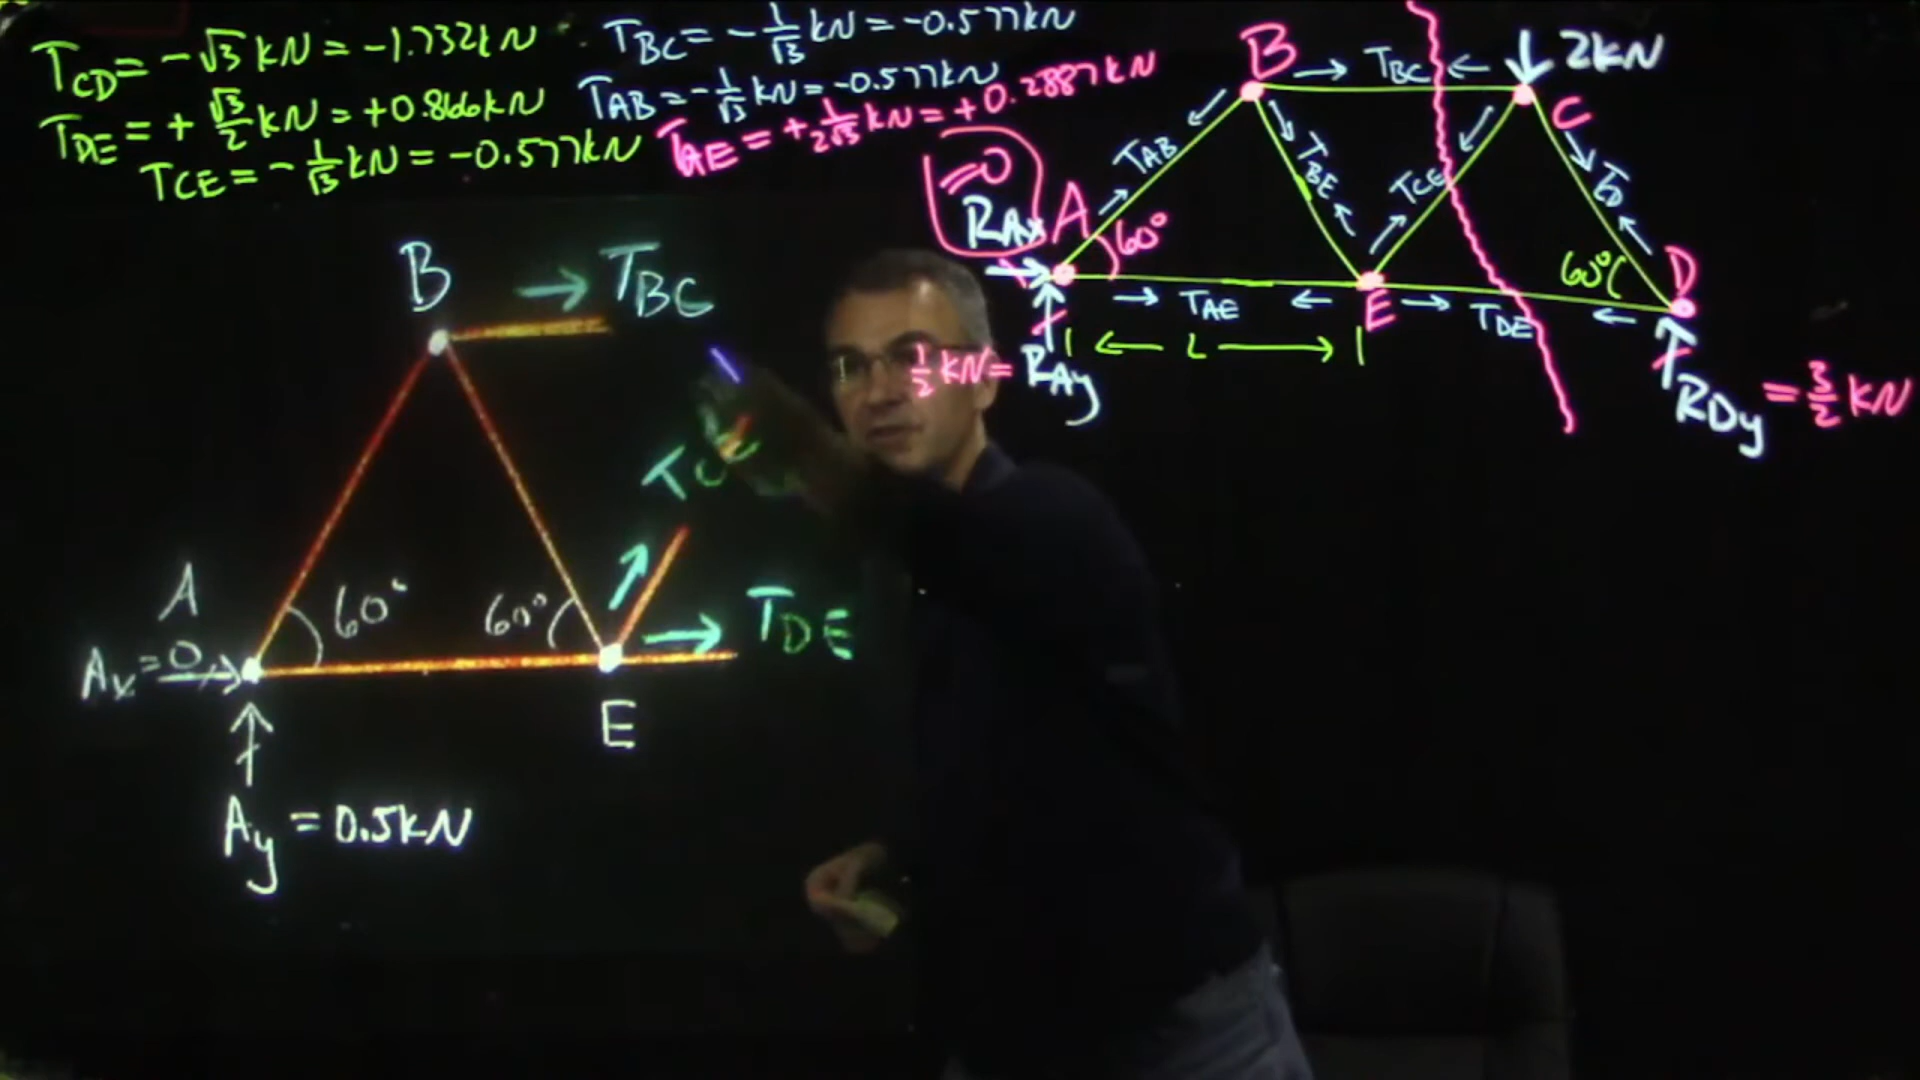 T_CD = - √3 kN = -1.732kN
T_DE = + √3/2 kN = +0.866kN
T_CE = - 1/√3 kN = -0.577kN
T_BC = - 1/√3 kN = -0.577kN
T_AB = - 1/√3 kN = -0.577kN
T_AE = + 1/2√3 kN = +0.2887kN
B → T_BC ← 2kN
C
T_AB
T_BE
T_CE
T_CD
=0
R_Ax A 60°
60° D
T_AE E T_DE
L
1/2 kN = R_Ay
R_Dy = 3/2 kN
B → T_BC
T_CE
A 60° 60° T_DE
A_x = 0
E
A_y = 0.5kN